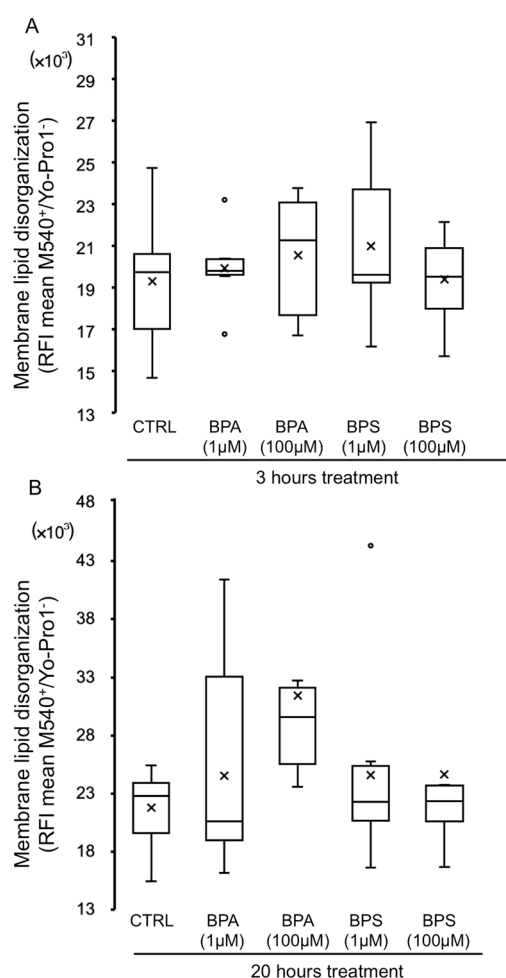 A
(×10³)
Membrane lipid disorganization
(RFI mean M540⁺/Yo-Pro1⁻)
31
29
27
25
23
21
19
17
15
13
CTRL BPA BPA BPS BPS
(1µM) (100µM) (1µM) (100µM)
3 hours treatment
B
(×10³)
Membrane lipid disorganization
(RFI mean M540⁺/Yo-Pro1⁻)
48
43
38
33
28
23
18
13
CTRL BPA BPA BPS BPS
(1µM) (100µM) (1µM) (100µM)
20 hours treatment